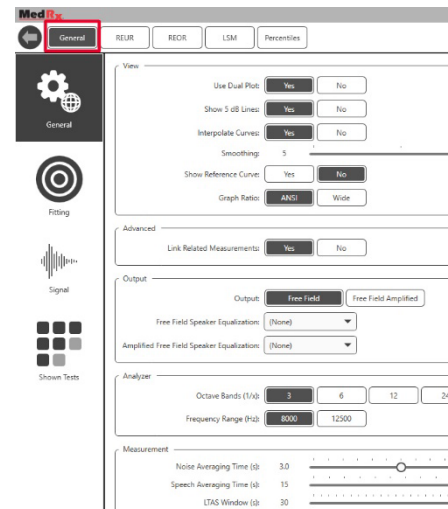 MedRx
General REUR REOR LSM Percentiles
General
Fitting
Signal
Shown Tests
View
Use Dual Plot: Yes No
Show 5 dB Lines: Yes No
Interpolate Curves: Yes No
Smoothing: 5
Show Reference Curve: Yes No
Graph Ratio: ANSI Wide
Advanced
Link Related Measurements: Yes No
Output
Output: Free Field Free Field Amplified
Free Field Speaker Equalization: (None)
Amplified Free Field Speaker Equalization: (None)
Analyzer
Octave Bands (1/x): 3 6 12 24
Frequency Range (Hz): 8000 12500
Measurement
Noise Averaging Time (s): 3.0
Speech Averaging Time (s): 15
LTAS Window (s): 30